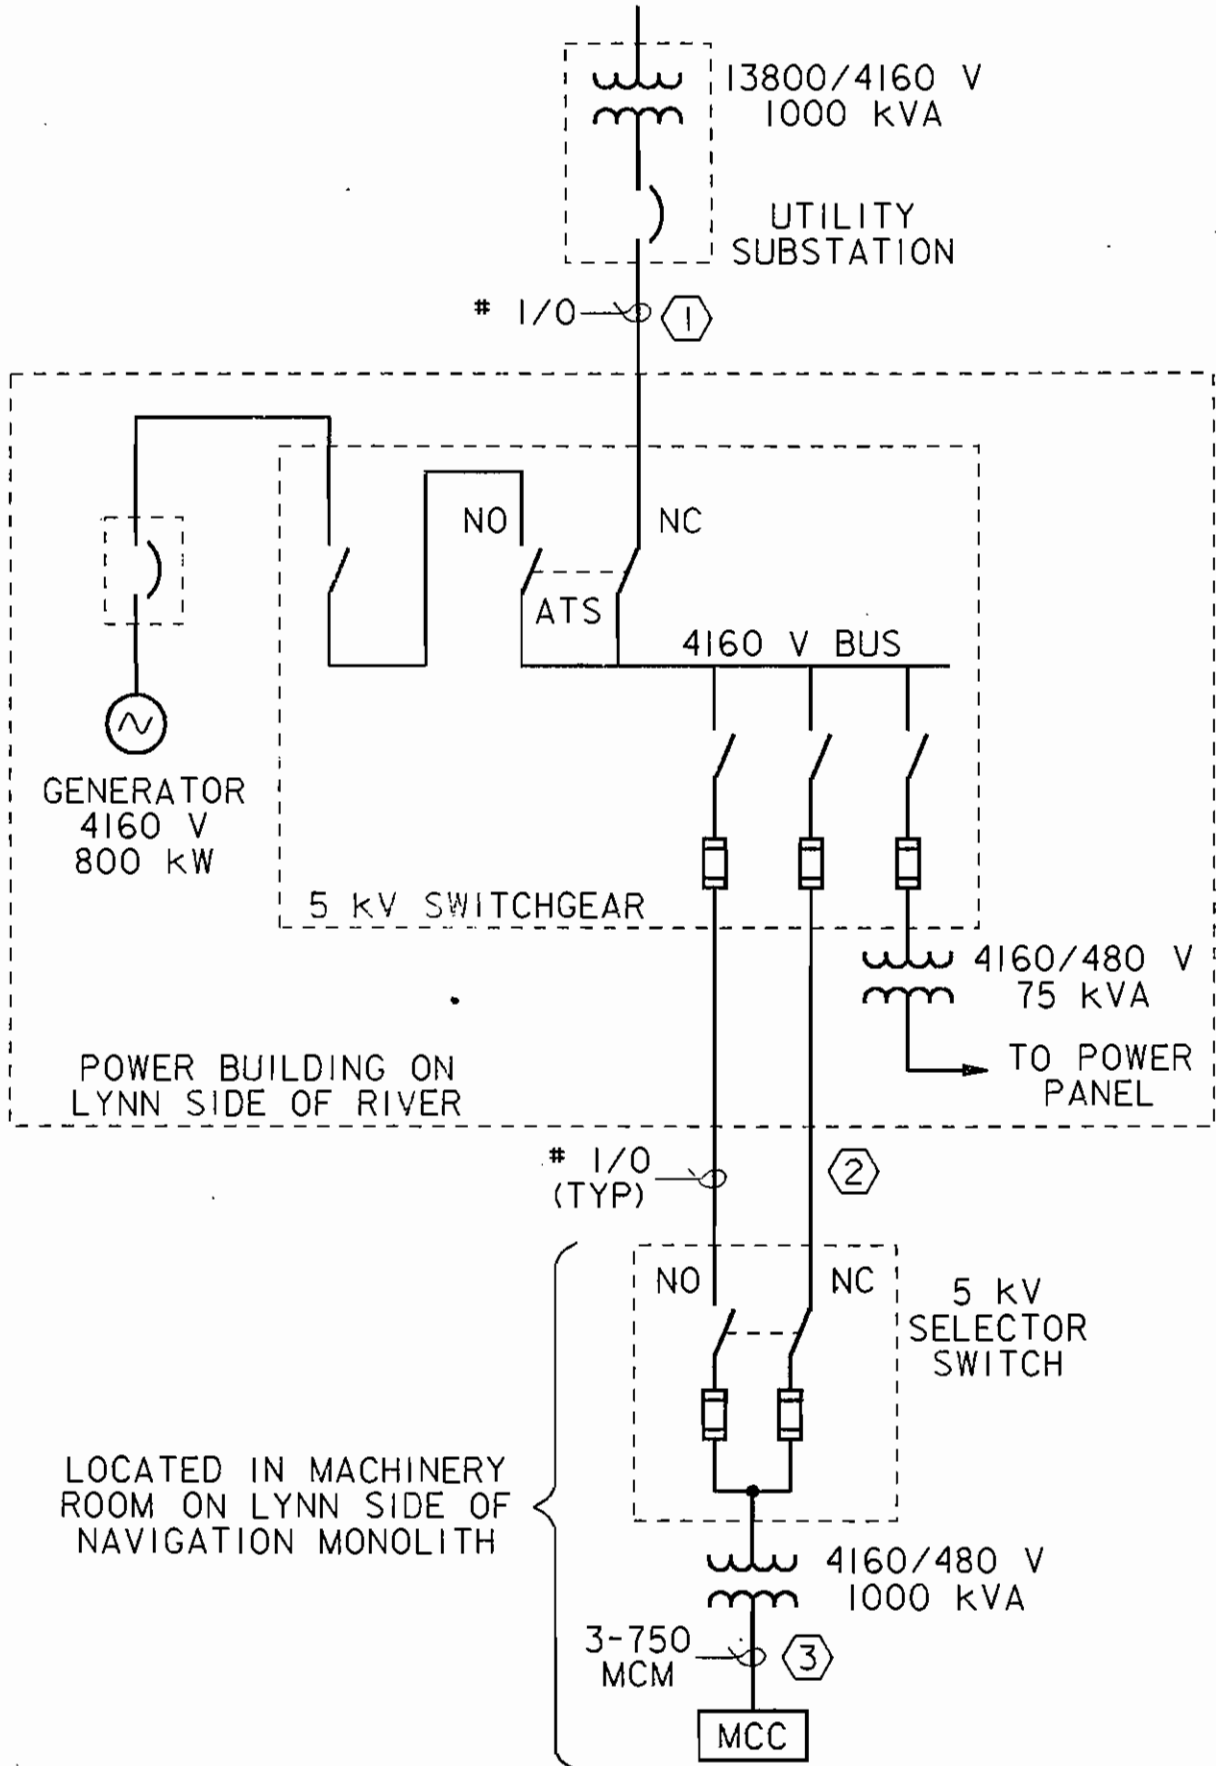 13800/4160 V
1000 kVA
UTILITY
SUBSTATION
# 1/0
1
NO
NC
ATS
4160 V BUS
GENERATOR
4160 V
800 kW
5 kV SWITCHGEAR
4160/480 V
75 kVA
TO POWER
PANEL
POWER BUILDING ON
LYNN SIDE OF RIVER
# 1/0
(TYP)
2
NO
NC
5 kV
SELECTOR
SWITCH
LOCATED IN MACHINERY
ROOM ON LYNN SIDE OF
NAVIGATION MONOLITH
4160/480 V
1000 kVA
3-750
MCM
3
MCC